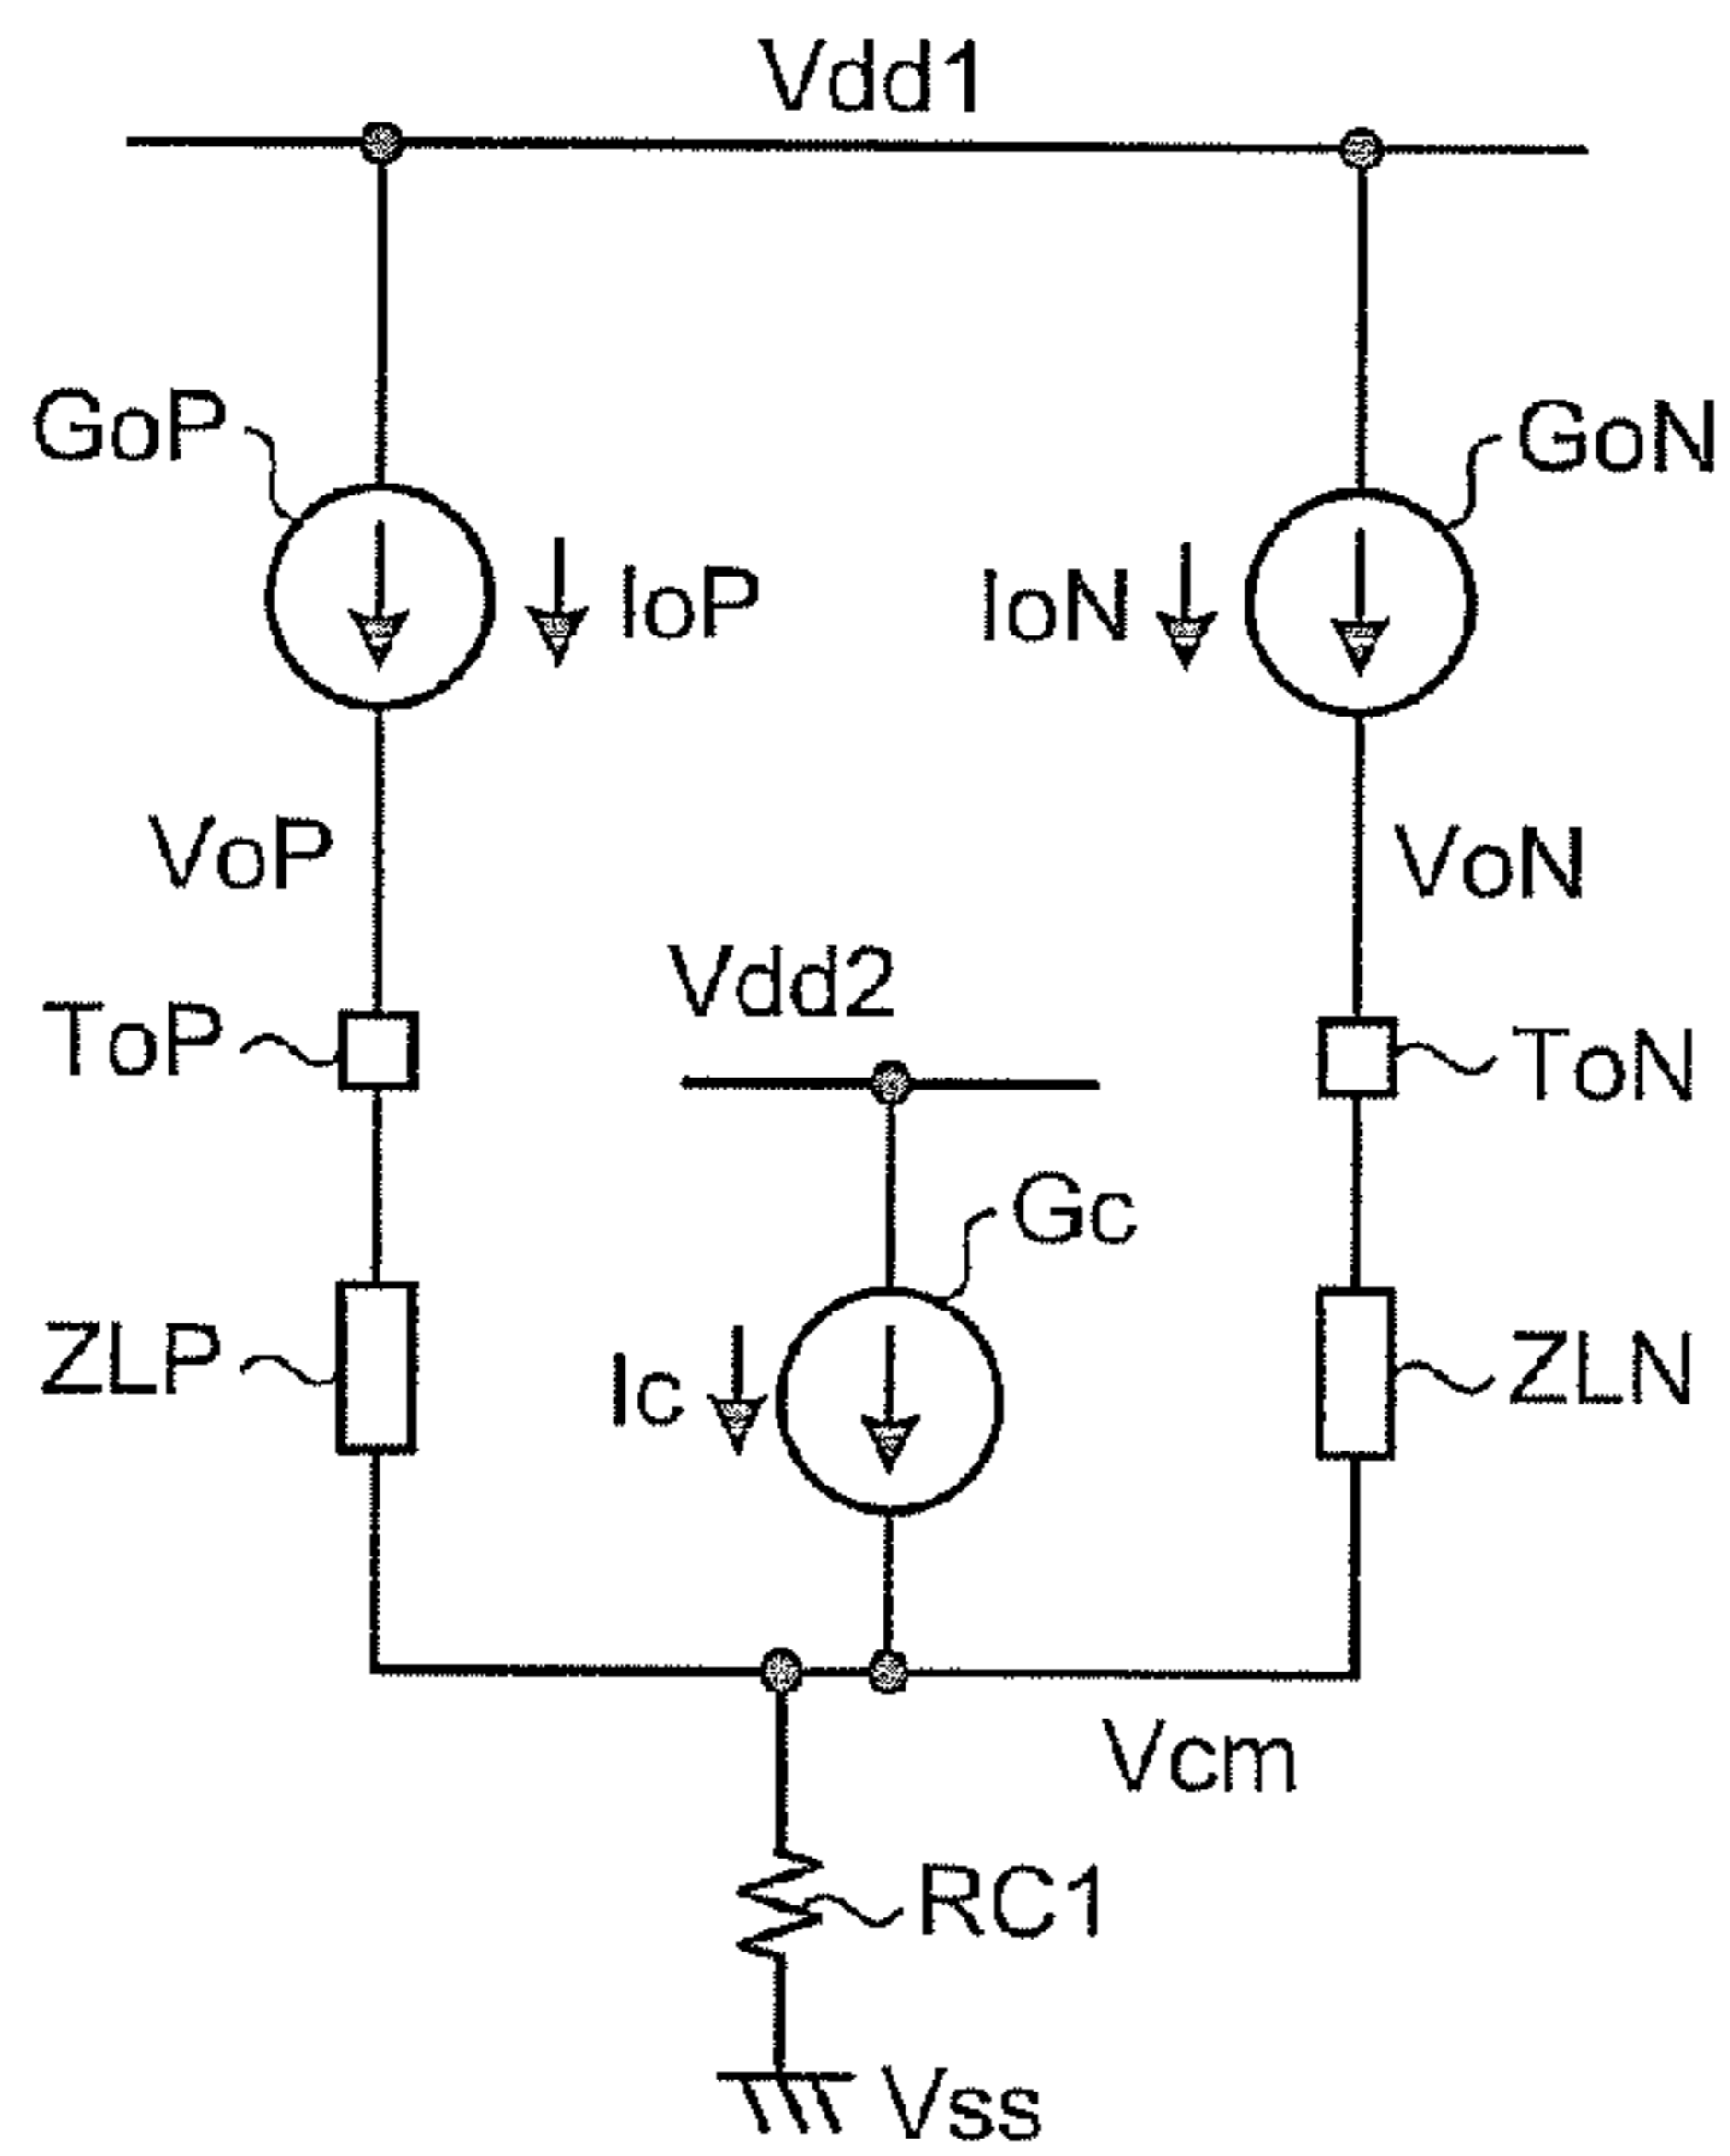 Vdd1
GoP
GoN
IoP
IoN
VoP
VoN
Vdd2
ToP
ToN
Gc
ZLP
Ic
ZLN
Vcm
RC1
Vss